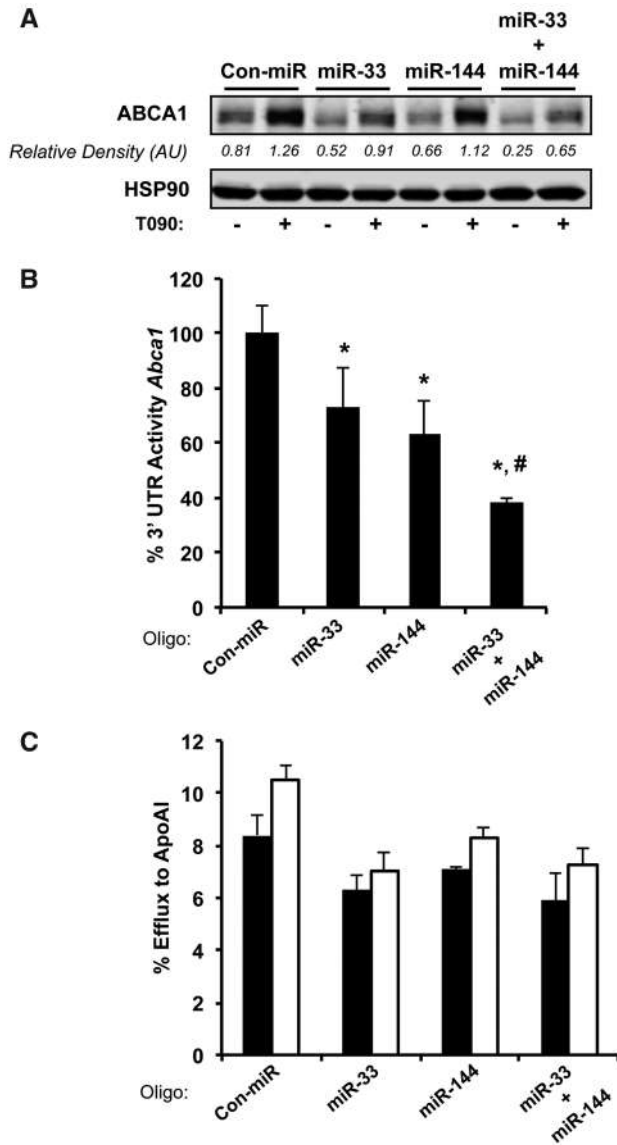 A
miR-33
+
Con-miR miR-33 miR-144 miR-144
ABCA1
Relative Density (AU) 0.81 1.26 0.52 0.91 0.66 1.12 0.25 0.65
HSP90
T090: - + - + - + - +
B
120
100
80
60
40
20
0
% 3' UTR Activity Abca1
*
*
*, #
Oligo:
Con-miR
miR-33
miR-144
miR-33
+
miR-144
C
12
10
8
6
4
2
0
% Efflux to ApoAI
Oligo:
Con-miR
miR-33
miR-144
miR-33
+
miR-144